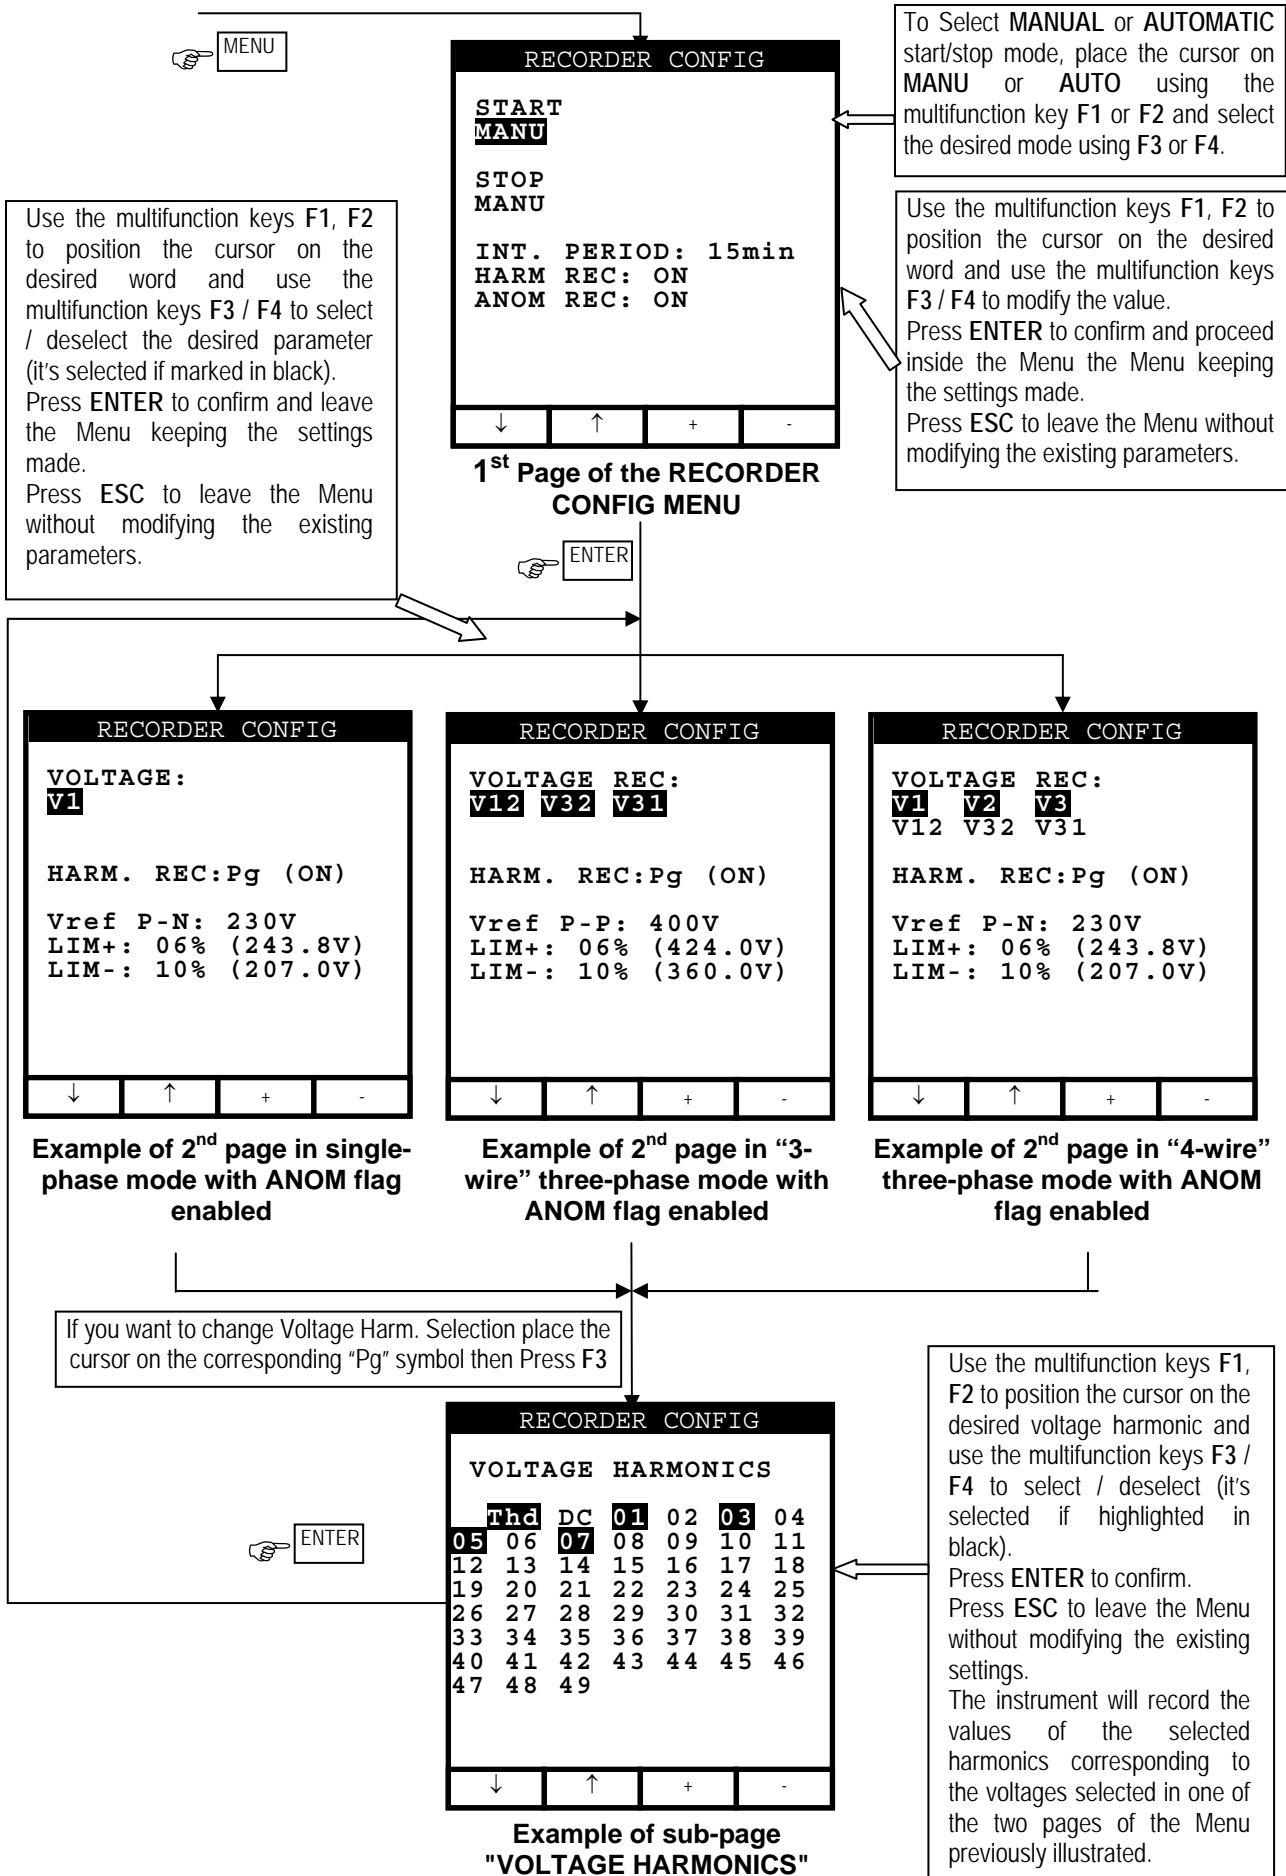 MENU
RECORDER CONFIG
START
MANU
STOP
MANU
INT. PERIOD: 15min
HARM REC: ON
ANOM REC: ON
↓ ↑ + -
1st Page of the RECORDER
CONFIG MENU
To Select MANUAL or AUTOMATIC
start/stop mode, place the cursor on
MANU or AUTO using the
multifunction key F1 or F2 and select
the desired mode using F3 or F4.
Use the multifunction keys F1, F2 to
position the cursor on the desired
word and use the multifunction keys
F3 / F4 to modify the value.
Press ENTER to confirm and proceed
inside the Menu the Menu keeping
the settings made.
Press ESC to leave the Menu without
modifying the existing parameters.
Use the multifunction keys F1, F2
to position the cursor on the
desired word and use the
multifunction keys F3 / F4 to select
/ deselect the desired parameter
(it's selected if marked in black).
Press ENTER to confirm and leave
the Menu keeping the settings
made.
Press ESC to leave the Menu
without modifying the existing
parameters.
ENTER
RECORDER CONFIG
VOLTAGE:
V1
HARM. REC:Pg (ON)
Vref P-N: 230V
LIM+: 06% (243.8V)
LIM-: 10% (207.0V)
↓ ↑ + -
Example of 2nd page in single-
phase mode with ANOM flag
enabled
RECORDER CONFIG
VOLTAGE REC:
V12 V32 V31
HARM. REC:Pg (ON)
Vref P-P: 400V
LIM+: 06% (424.0V)
LIM-: 10% (360.0V)
↓ ↑ + -
Example of 2nd page in “3-
wire” three-phase mode with
ANOM flag enabled
RECORDER CONFIG
VOLTAGE REC:
V1 V2 V3
V12 V32 V31
HARM. REC:Pg (ON)
Vref P-N: 230V
LIM+: 06% (243.8V)
LIM-: 10% (207.0V)
↓ ↑ + -
Example of 2nd page in “4-wire”
three-phase mode with ANOM
flag enabled
If you want to change Voltage Harm. Selection place the
cursor on the corresponding “Pg” symbol then Press F3
ENTER
RECORDER CONFIG
VOLTAGE HARMONICS
Thd DC 01 02 03 04
05 06 07 08 09 10 11
12 13 14 15 16 17 18
19 20 21 22 23 24 25
26 27 28 29 30 31 32
33 34 35 36 37 38 39
40 41 42 43 44 45 46
47 48 49
↓ ↑ + -
Example of sub-page
"VOLTAGE HARMONICS"
Use the multifunction keys F1,
F2 to position the cursor on the
desired voltage harmonic and
use the multifunction keys F3 /
F4 to select / deselect (it's
selected if highlighted in
black).
Press ENTER to confirm.
Press ESC to leave the Menu
without modifying the existing
settings.
The instrument will record the
values of the selected
harmonics corresponding to
the voltages selected in one of
the two pages of the Menu
previously illustrated.